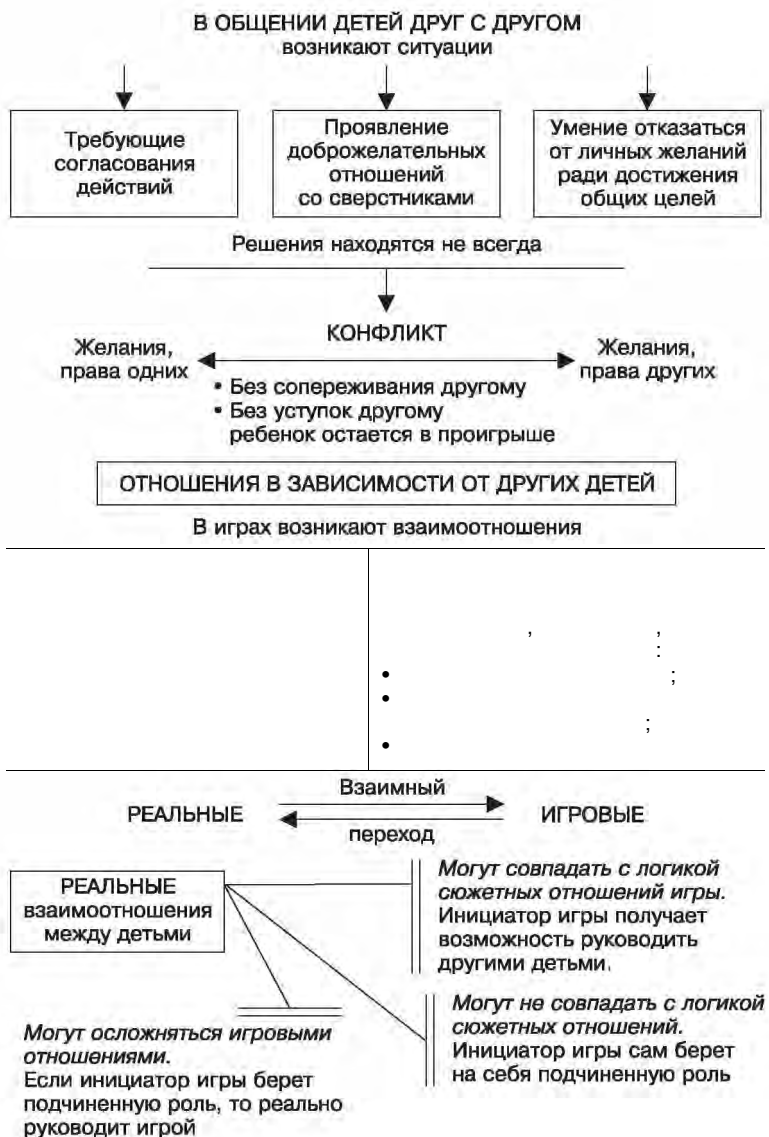 В ОБЩЕНИИ ДЕТЕЙ ДРУГ С ДРУГОМ
возникают ситуации
Требующие
согласования
действий
Проявление
доброжелательных
отношений
со сверстниками
Умение отказаться
от личных желаний
ради достижения
общих целей
Решения находятся не всегда
КОНФЛИКТ
Желания,
права одних
Желания,
права других
• Без сопереживания другому
• Без уступок другому
ребенок остается в проигрыше
ОТНОШЕНИЯ В ЗАВИСИМОСТИ ОТ ДРУГИХ ДЕТЕЙ
В играх возникают взаимоотношения
, ,
:
• ;
•
;
•
РЕАЛЬНЫЕ
Взаимный
переход
ИГРОВЫЕ
РЕАЛЬНЫЕ
взаимоотношения
между детьми
Могут совпадать с логикой
сюжетных отношений игры.
Инициатор игры получает
возможность руководить
другими детьми.
Могут не совпадать с логикой
сюжетных отношений.
Инициатор игры сам берет
на себя подчиненную роль
Могут осложняться игровыми
отношениями.
Если инициатор игры берет
подчиненную роль, то реально
руководит игрой